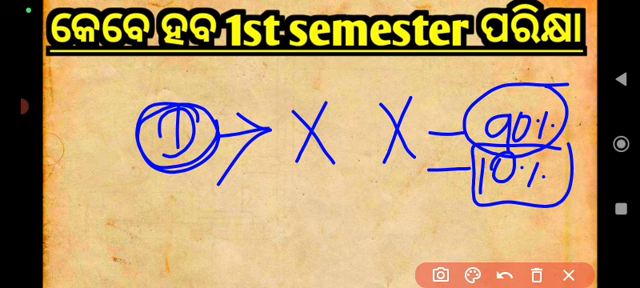 କେବେ ହବ 1st semester ପରିକ୍ଷା
① → X X — 90%
— 10%